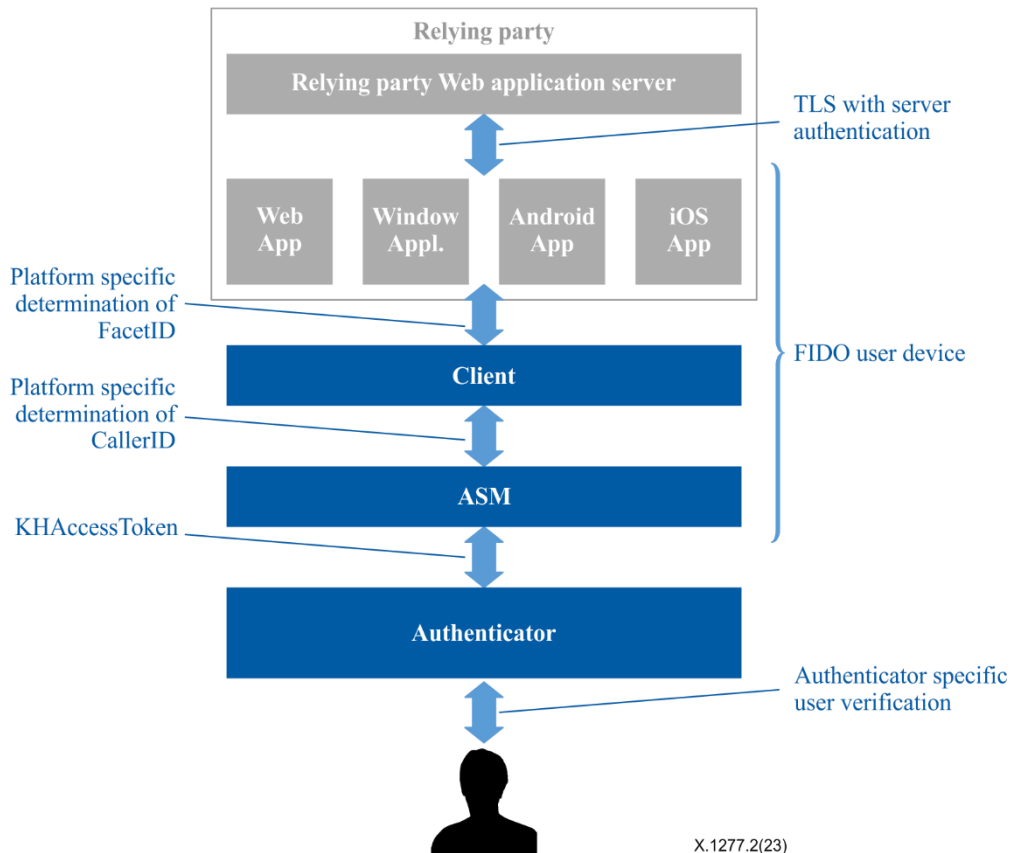 Relying party
Relying party Web application server
TLS with server
authentication
Web
App
Window
Appl.
Android
App
iOS
App
Platform specific
determination of
FacetID
Client
FIDO user device
Platform specific
determination of
CallerID
ASM
KHAccessToken
Authenticator
Authenticator specific
user verification
X.1277.2(23)